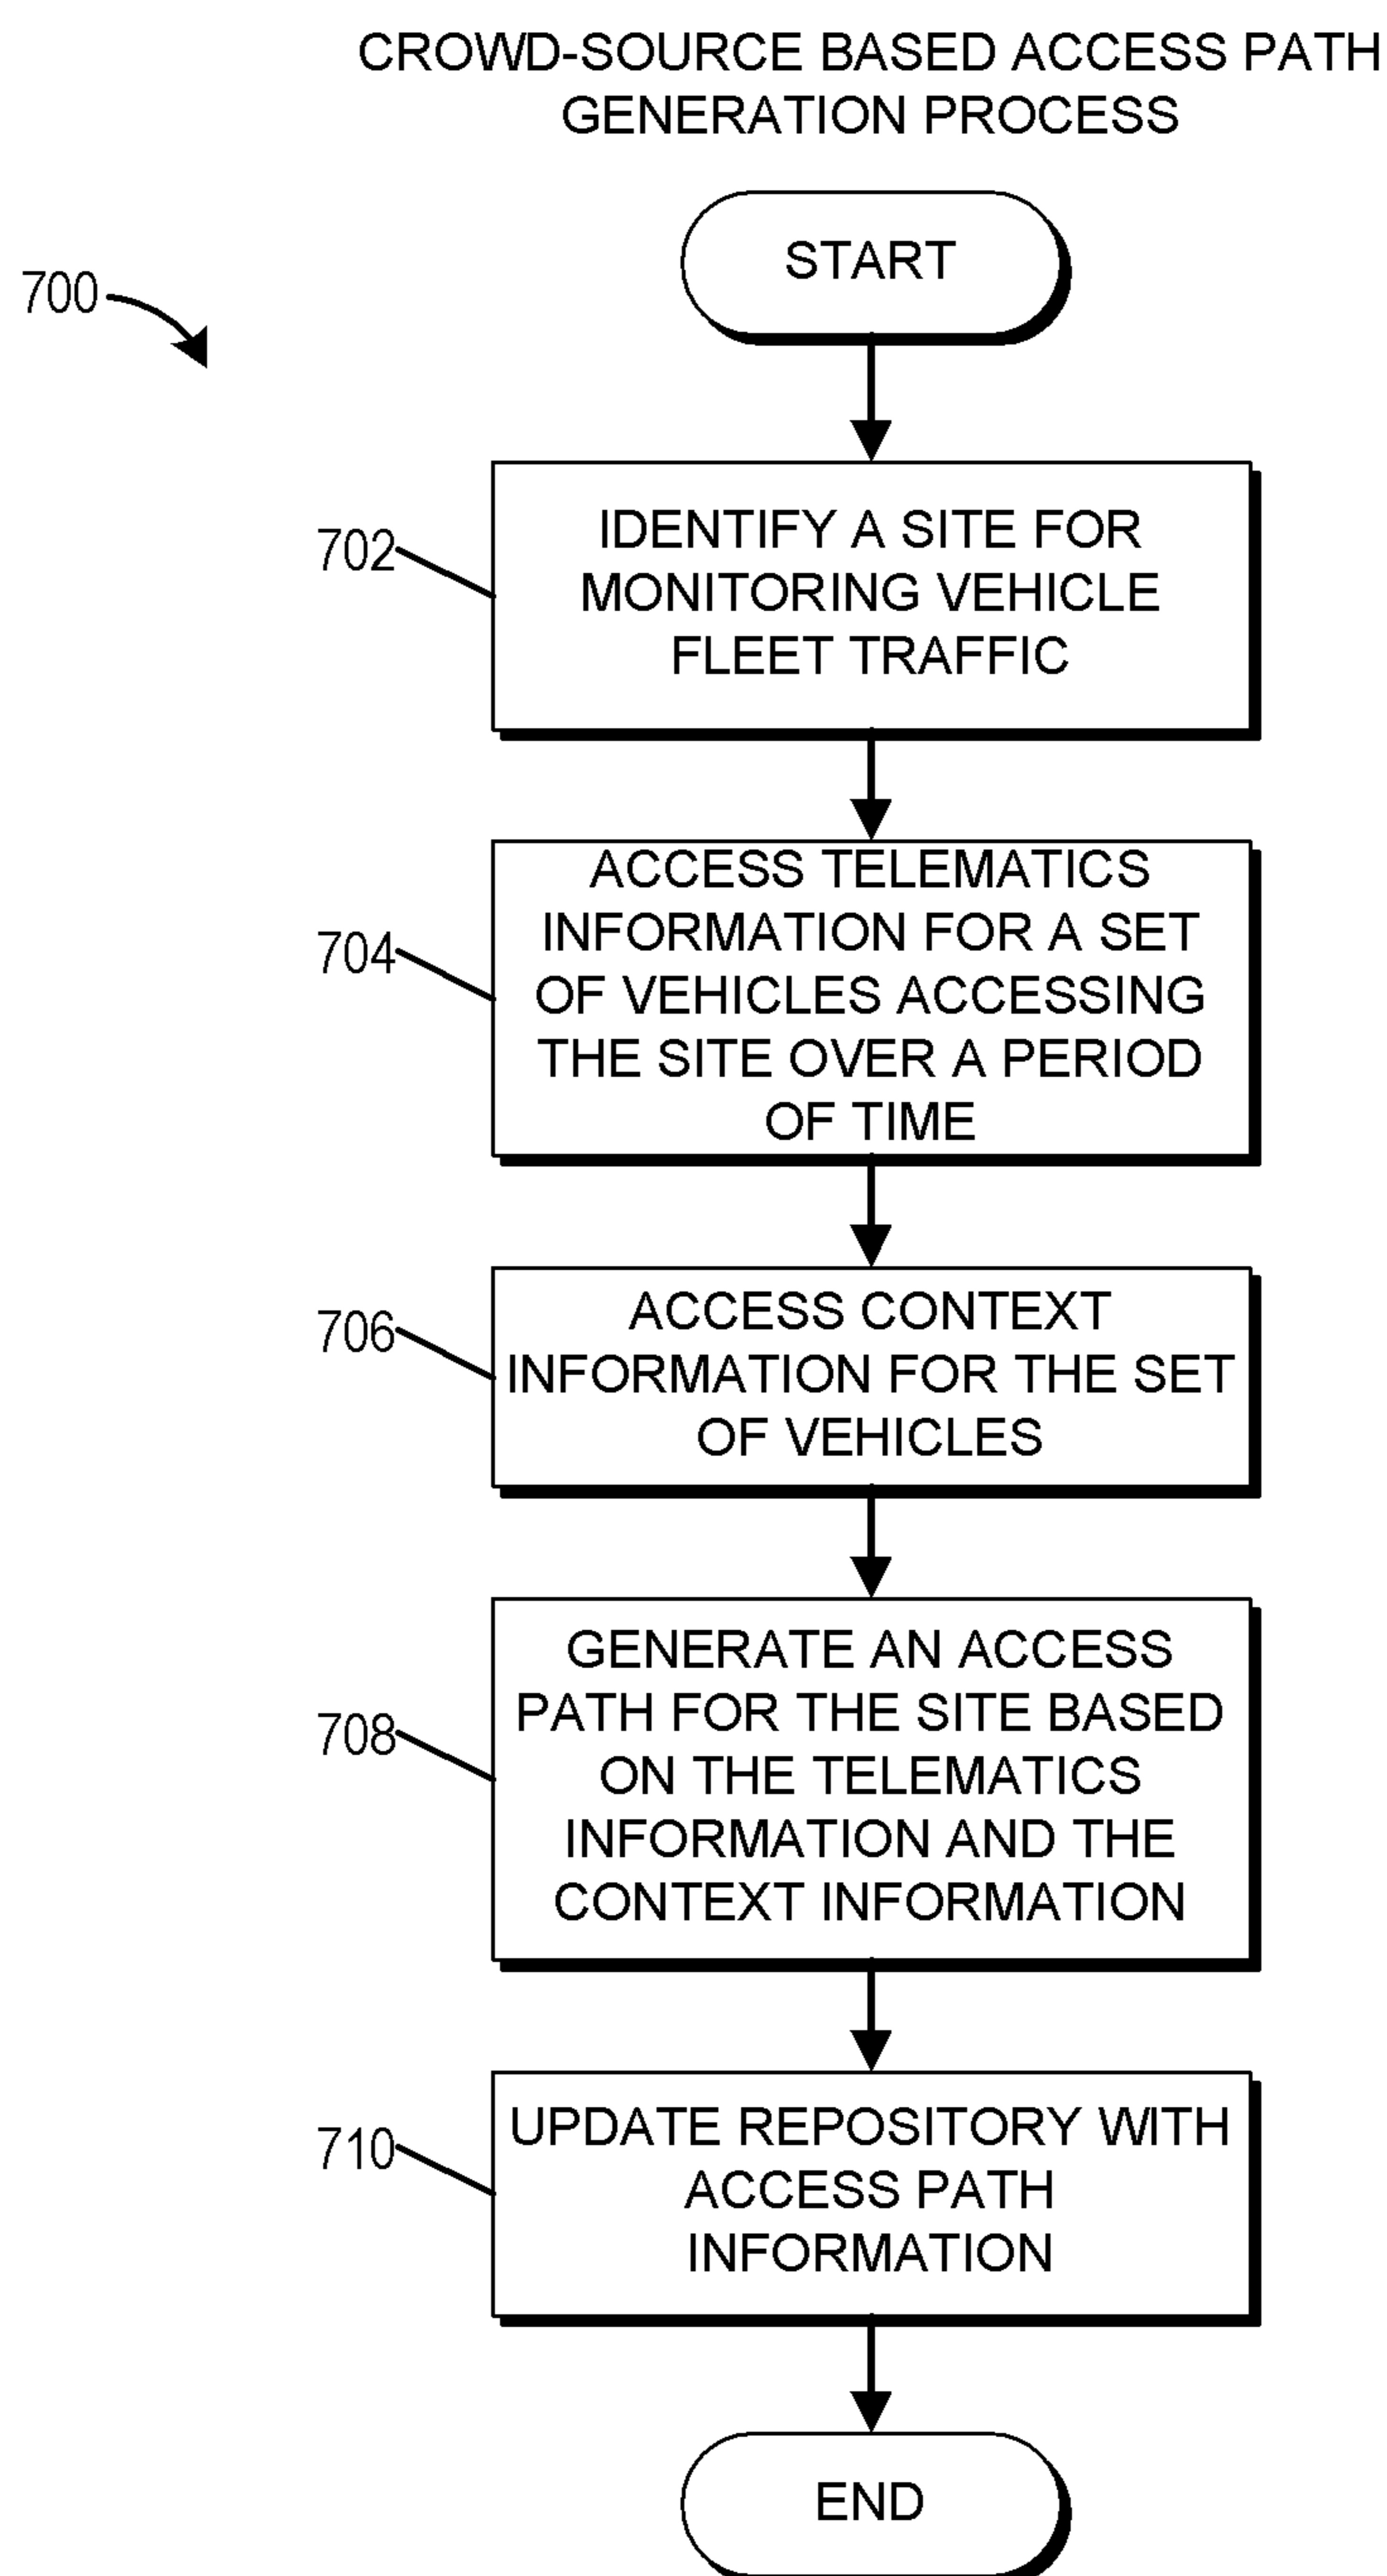 CROWD-SOURCE BASED ACCESS PATH
GENERATION PROCESS
START
700
702
IDENTIFY A SITE FOR
MONITORING VEHICLE
FLEET TRAFFIC
704
ACCESS TELEMATICS
INFORMATION FOR A SET
OF VEHICLES ACCESSING
THE SITE OVER A PERIOD
OF TIME
706
ACCESS CONTEXT
INFORMATION FOR THE SET
OF VEHICLES
708
GENERATE AN ACCESS
PATH FOR THE SITE BASED
ON THE TELEMATICS
INFORMATION AND THE
CONTEXT INFORMATION
710
UPDATE REPOSITORY WITH
ACCESS PATH
INFORMATION
END